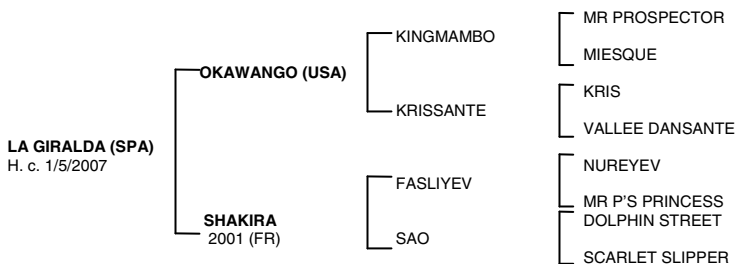 MR PROSPECTOR
KINGMAMBO
MIESQUE
OKAWANGO (USA)
KRIS
KRISSANTE
VALLEE DANSANTE
LA GIRALDA (SPA)
H. c. 1/5/2007
NUREYEV
FASLIYEV
MR P'S PRINCESS
SHAKIRA
2001 (FR)
DOLPHIN STREET
SAO
SCARLET SLIPPER